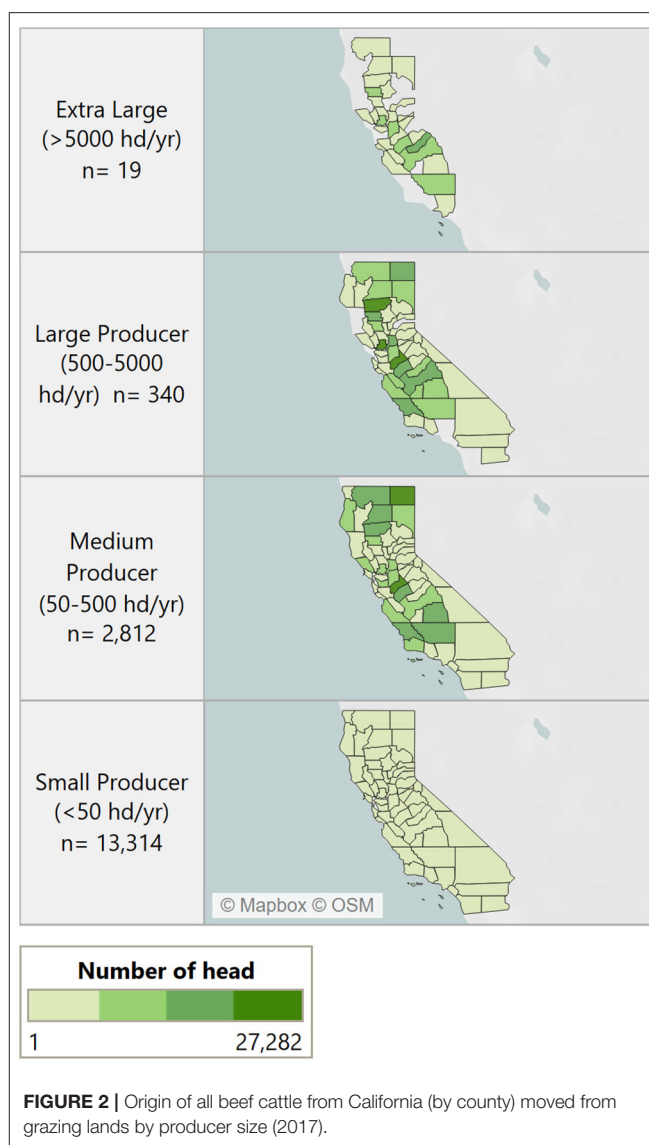 Extra Large
(>5000 hd/yr)
n= 19
Large Producer
(500-5000
hd/yr) n= 340
Medium
Producer
(50-500 hd/yr)
n= 2,812
Small Producer
(<50 hd/yr)
n= 13,314
© Mapbox © OSM
Number of head
1 27,282
FIGURE 2 | Origin of all beef cattle from California (by county) moved from
grazing lands by producer size (2017).